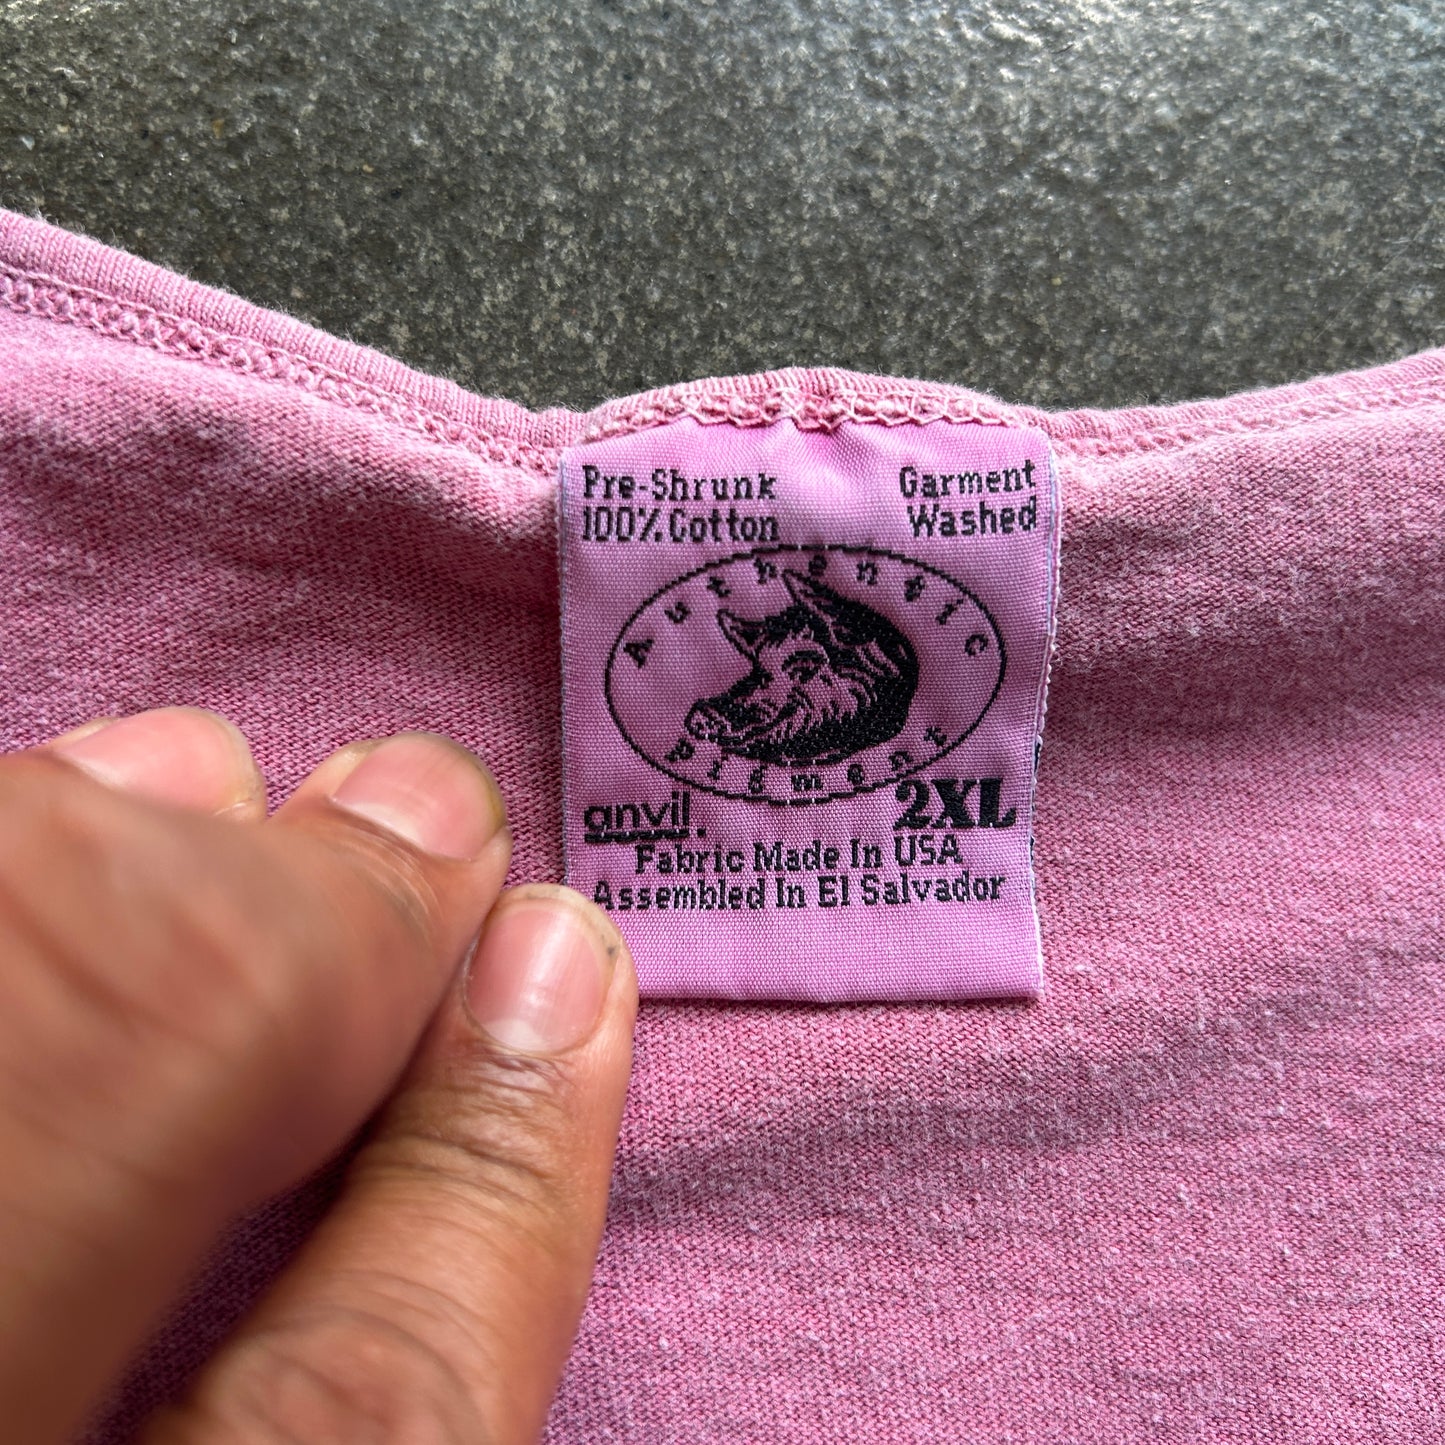 Pre-Shrunk
100% Cotton
Garment
Washed
Authentic
Pigment
anvil.
2XL
Fabric Made In USA
Assembled In El Salvador